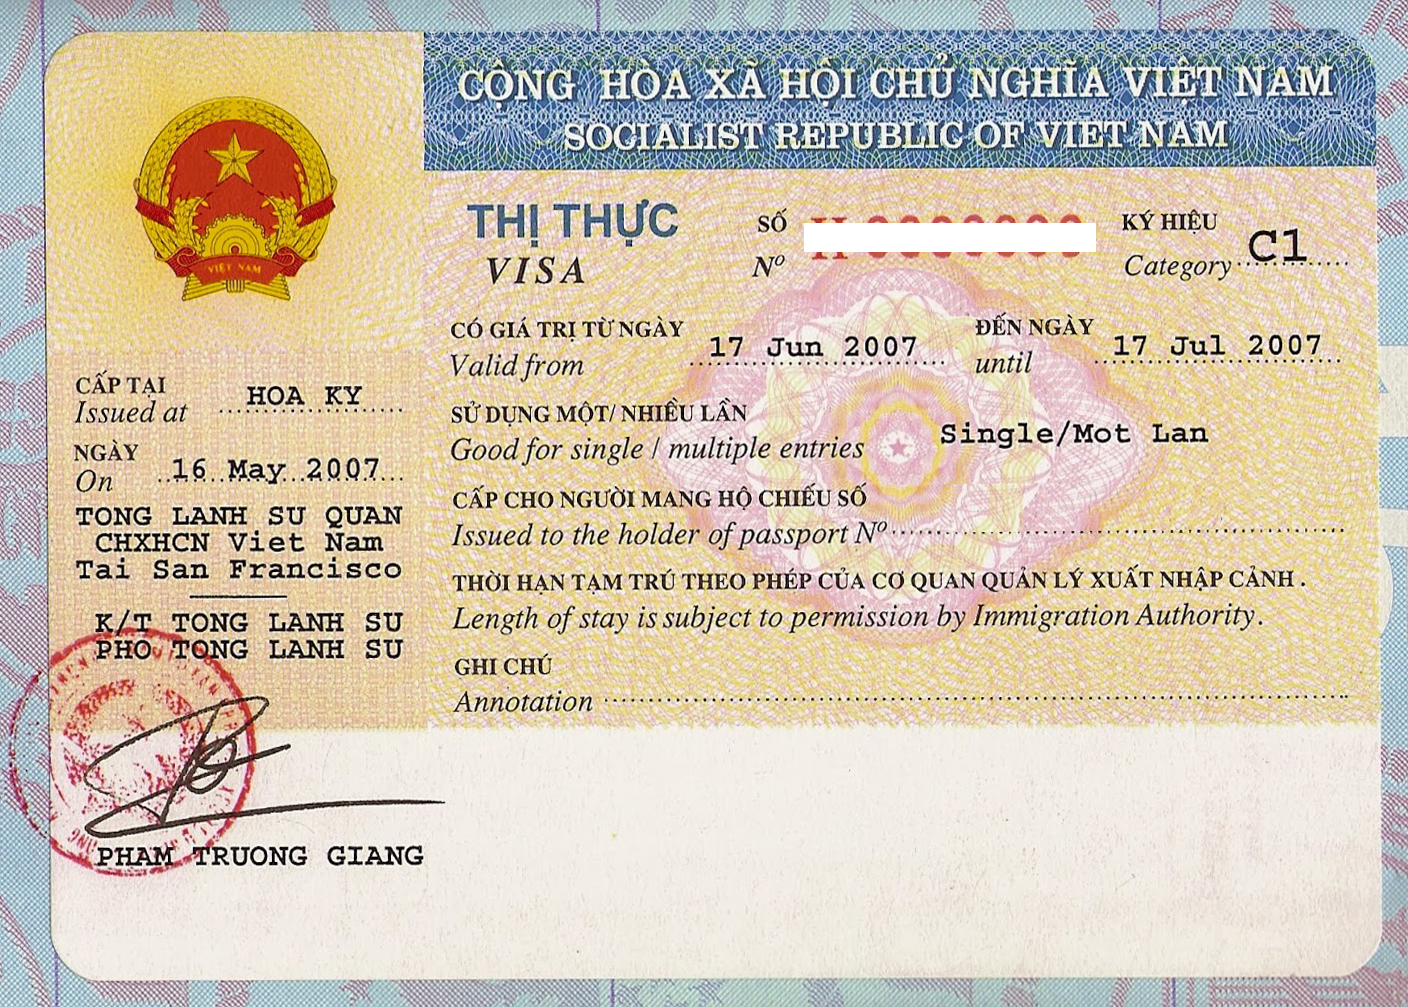 CỘNG HÒA XÃ HỘI CHỦ NGHĨA VIỆT NAM
SOCIALIST REPUBLIC OF VIET NAM
VIỆT NAM
THỊ THỰC
VISA
SỐ
Nº
KÝ HIỆU
Category C1
CÓ GIÁ TRỊ TỪ NGÀY
Valid from 17 Jun 2007
ĐẾN NGÀY
until 17 Jul 2007
SỬ DỤNG MỘT/ NHIỀU LẦN
Good for single / multiple entries Single/Mot Lan
CẤP CHO NGƯỜI MANG HỘ CHIẾU SỐ
Issued to the holder of passport Nº
THỜI HẠN TẠM TRÚ THEO PHÉP CỦA CƠ QUAN QUẢN LÝ XUẤT NHẬP CẢNH .
Length of stay is subject to permission by Immigration Authority.
GHI CHÚ
Annotation
CẤP TẠI
Issued at HOA KY
NGÀY
On 16 May 2007
TONG LANH SU QUAN
CHXHCN Viet Nam
Tai San Francisco
K/T TONG LANH SU
PHO TONG LANH SU
PHAM TRUONG GIANG